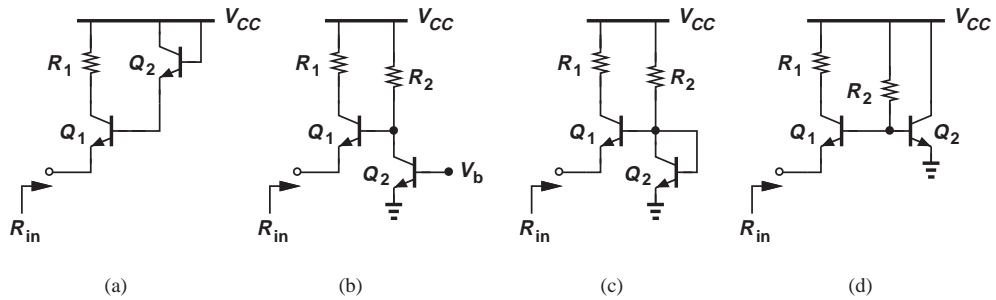 V_CC
R_1
Q_2
Q_1
R_in
(a)
V_CC
R_1
R_2
Q_1
Q_2
V_b
R_in
(b)
V_CC
R_1
R_2
Q_1
Q_2
R_in
(c)
V_CC
R_1
R_2
Q_1
Q_2
R_in
(d)